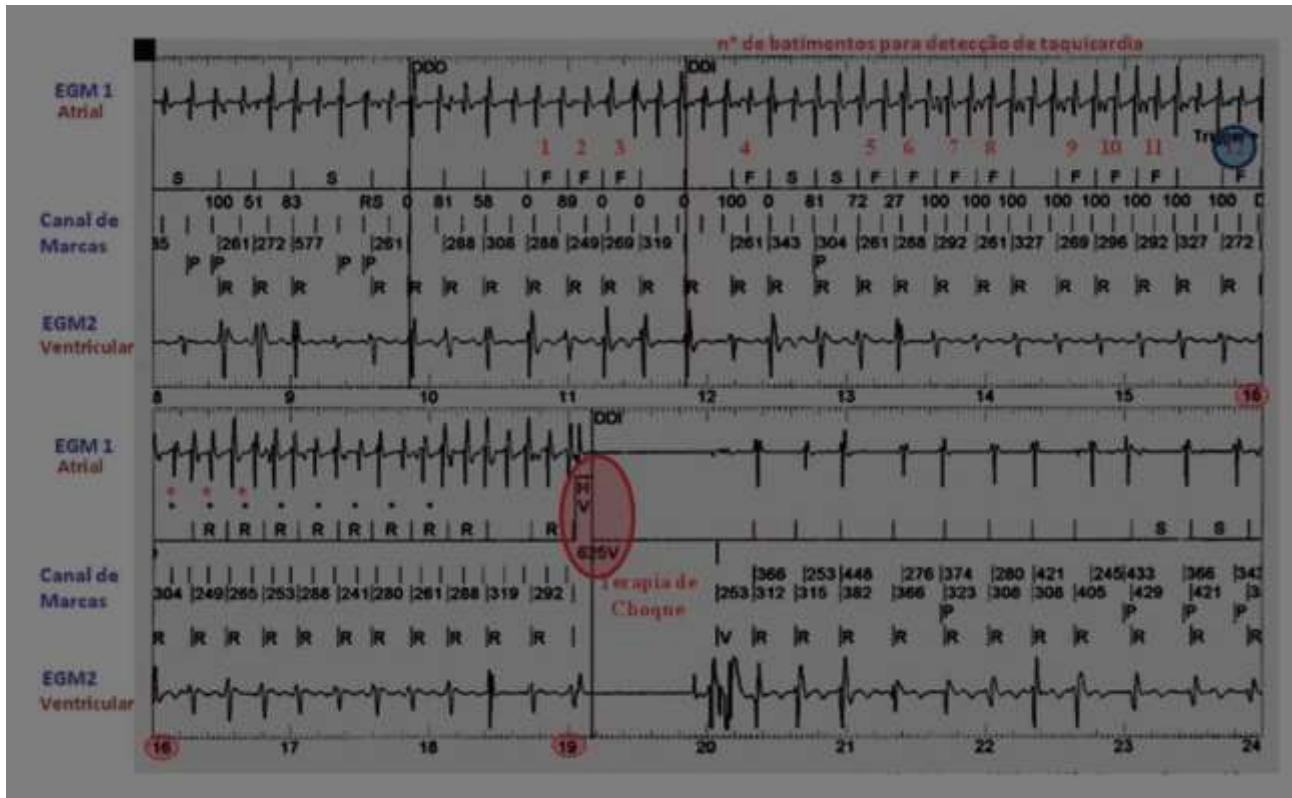 nº de batimentos para detecção de taquicardia
DDD DDI
EGM 1
Atrial
1 2 3 4 5 6 7 8 9 10 11 12
S S F F F F S S F F F F F F F F
100 51 83 RS 0 81 58 0 89 0 0 0 100 0 81 72 27 100 100 100 100 100 100 100 100
Canal de
Marcas
261 272 577 261 288 308 288 249 269 319 261 343 304 261 288 292 261 327 269 296 292 327 272
P P P P P
R R R R R R R R R R R R R R R R R R R R R R R R R
EGM2
Ventricular
8 9 10 11 12 13 14 15 16
DDI
EGM 1
Atrial
* * *
R R R R R R R R R
H
V
S S
625V
Terapia de
Choque
Canal de
Marcas
366 253 448 276 374 280 421 245 433 366 343
304 249 265 253 288 241 280 261 288 319 292 253 312 315 382 366 323 308 308 405 429 421
P P P P
R R R R R R R R R R R V R R R R R R R R R R R
EGM2
Ventricular
16 17 18 19 20 21 22 23 24